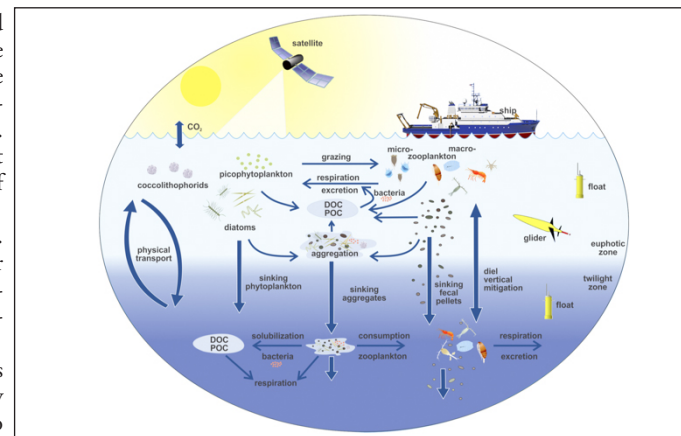 satellite
ship
CO₂
grazing
micro- macro-
zooplankton
picophytoplankton
respiration
excretion
bacteria
coccolithophorids
float
DOC
POC
diatoms
glider
euphotic
zone
physical
transport
aggregation
twilight
zone
sinking
phytoplankton
sinking
aggregates
sinking
fecal
pellets
diel
vertical
mitigation
float
DOC
POC
solubilization
bacteria
consumption
zooplankton
respiration
excretion
respiration